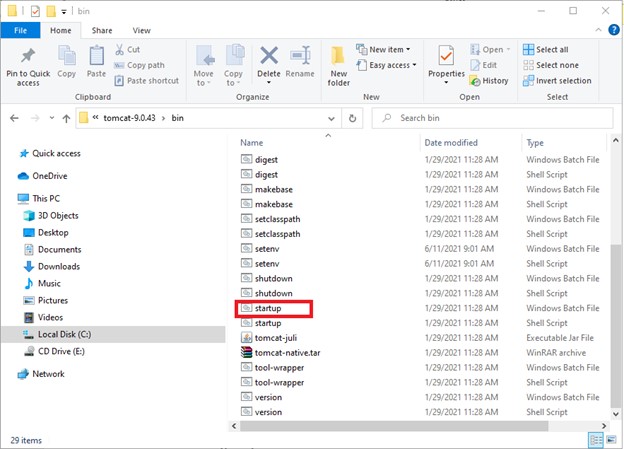 bin
File
Home
Share
View
Pin to Quick access
Copy
Paste
Cut
Copy path
Paste shortcut
Clipboard
Move to
Copy to
Delete
Rename
Organize
New folder
New item
Easy access
New
Properties
Open
Edit
History
Open
Select all
Select none
Invert selection
Select
« tomcat-9.0.43 > bin
Search bin
Quick access
OneDrive
This PC
3D Objects
Desktop
Documents
Downloads
Music
Pictures
Videos
Local Disk (C:)
CD Drive (E:)
Network
Name Date modified Type
digest 1/29/2021 11:28 AM Windows Batch File
digest 1/29/2021 11:28 AM Shell Script
makebase 1/29/2021 11:28 AM Windows Batch File
makebase 1/29/2021 11:28 AM Shell Script
setclasspath 1/29/2021 11:28 AM Windows Batch File
setclasspath 1/29/2021 11:28 AM Shell Script
setenv 6/11/2021 9:01 AM Windows Batch File
setenv 6/11/2021 9:01 AM Shell Script
shutdown 1/29/2021 11:28 AM Windows Batch File
shutdown 1/29/2021 11:28 AM Shell Script
startup 1/29/2021 11:28 AM Windows Batch File
startup 1/29/2021 11:28 AM Shell Script
tomcat-juli 1/29/2021 11:28 AM Executable Jar File
tomcat-native.tar 1/29/2021 11:28 AM WinRAR archive
tool-wrapper 1/29/2021 11:28 AM Windows Batch File
tool-wrapper 1/29/2021 11:28 AM Shell Script
version 1/29/2021 11:28 AM Windows Batch File
version 1/29/2021 11:28 AM Shell Script
29 items